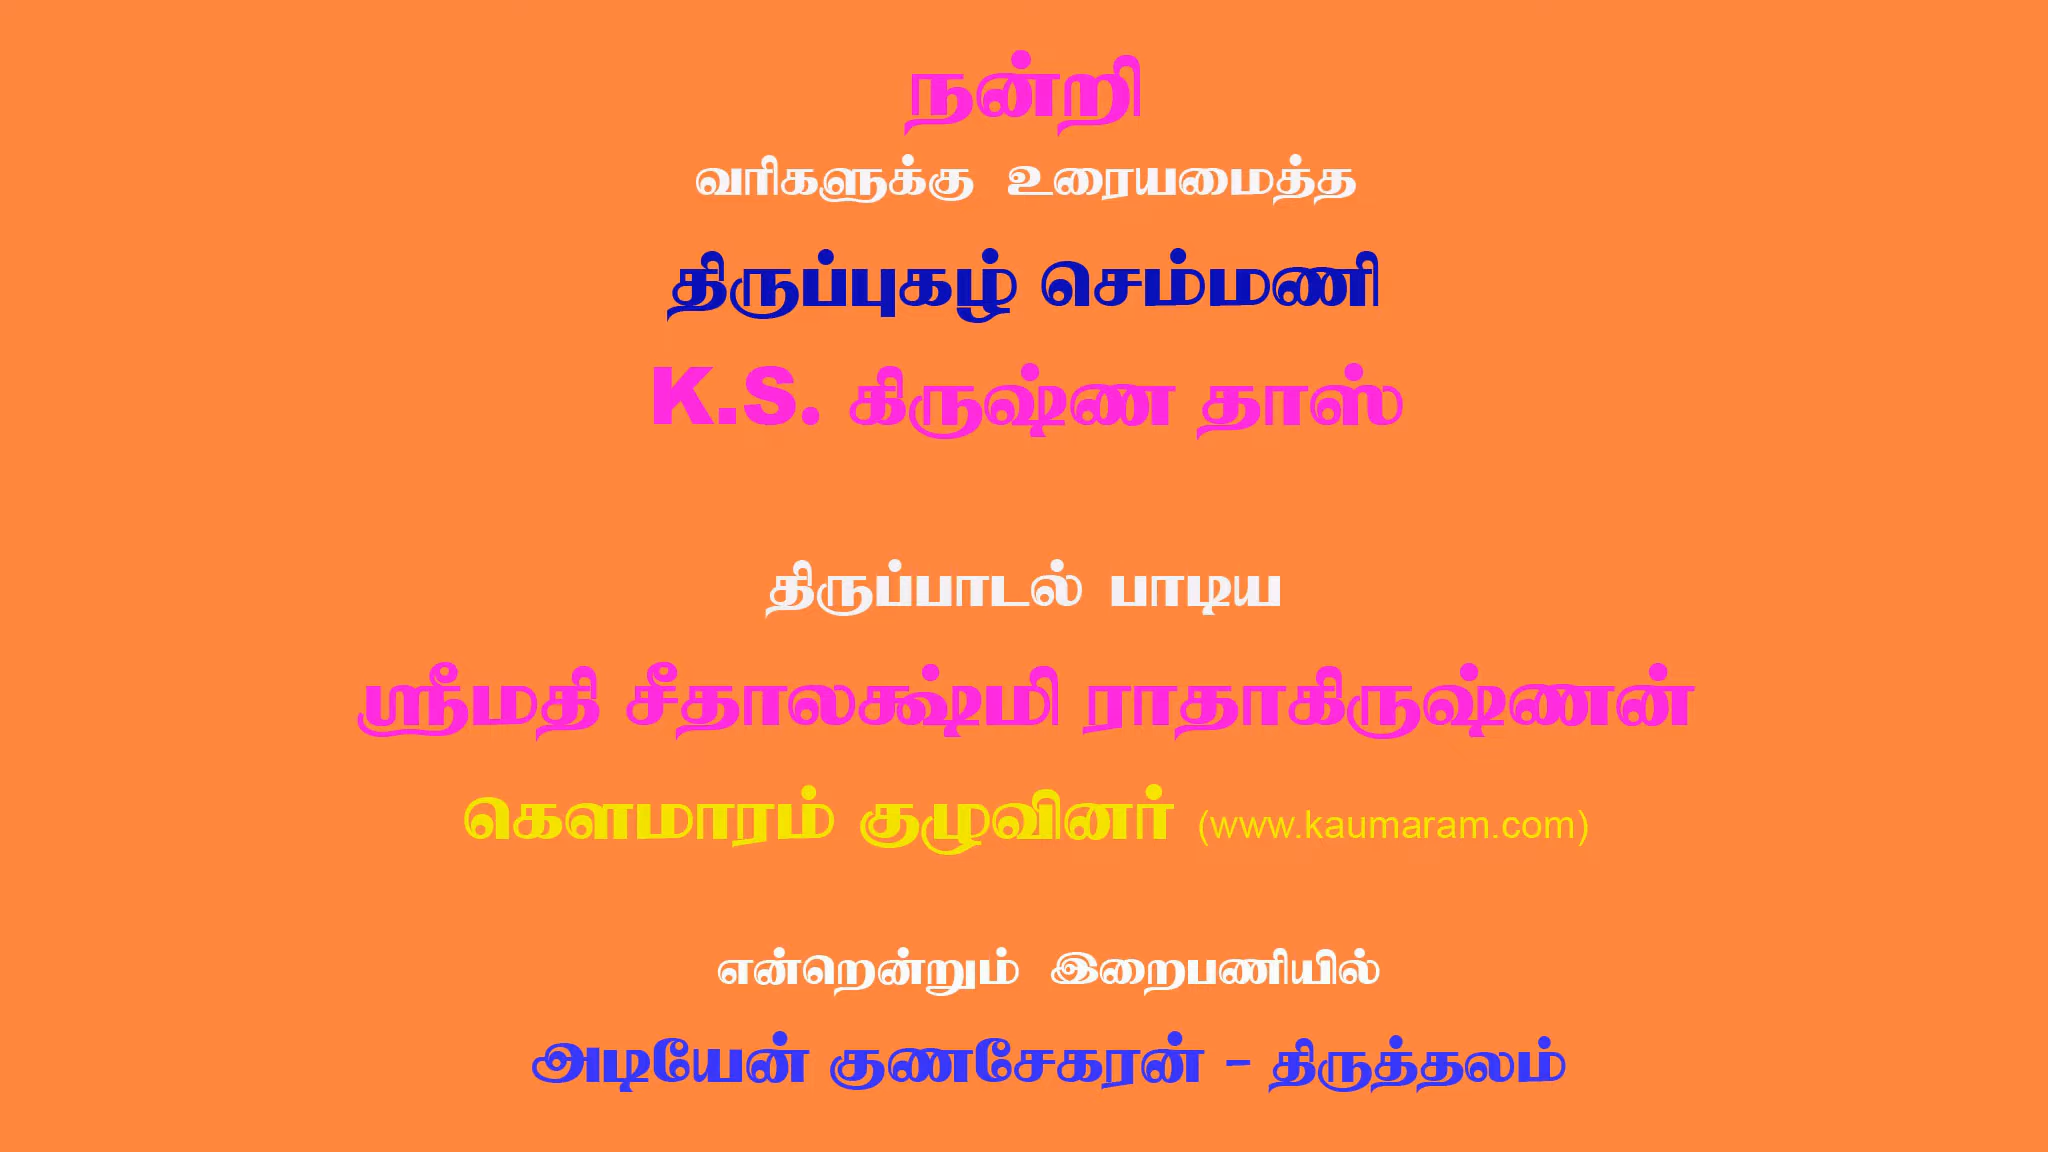 நன்றி
வரிகளுக்கு உரையமைத்த
திருப்புகழ் செம்மணி
K.S. கிருஷ்ண தாஸ்
திருப்பாடல் பாடிய
ஸ்ரீமதி சீதாலக்ஷ்மி ராதாகிருஷ்ணன்
கௌமாரம் குழுவினர் (www.kaumaram.com)
என்றென்றும் இறைபணியில்
அடியேன் குணசேகரன் - திருத்தலம்